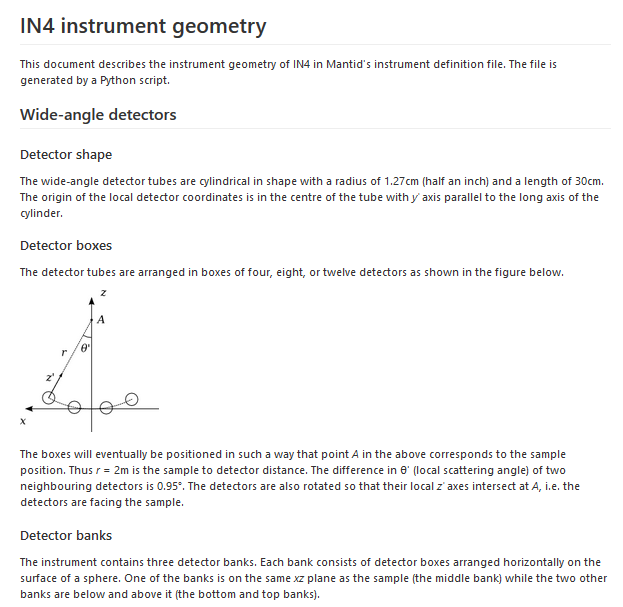 IN4 instrument geometry
This document describes the instrument geometry of IN4 in Mantid's instrument definition file. The file is
generated by a Python script.
Wide-angle detectors
Detector shape
The wide-angle detector tubes are cylindrical in shape with a radius of 1.27cm (half an inch) and a length of 30cm.
The origin of the local detector coordinates is in the centre of the tube with y' axis parallel to the long axis of the
cylinder.
Detector boxes
The detector tubes are arranged in boxes of four, eight, or twelve detectors as shown in the figure below.
z
A
θ'
r
z'
x
The boxes will eventually be positioned in such a way that point A in the above corresponds to the sample
position. Thus r = 2m is the sample to detector distance. The difference in θ' (local scattering angle) of two
neighbouring detectors is 0.95°. The detectors are also rotated so that their local z' axes intersect at A, i.e. the
detectors are facing the sample.
Detector banks
The instrument contains three detector banks. Each bank consists of detector boxes arranged horizontally on the
surface of a sphere. One of the banks is on the same xz plane as the sample (the middle bank) while the two other
banks are below and above it (the bottom and top banks).